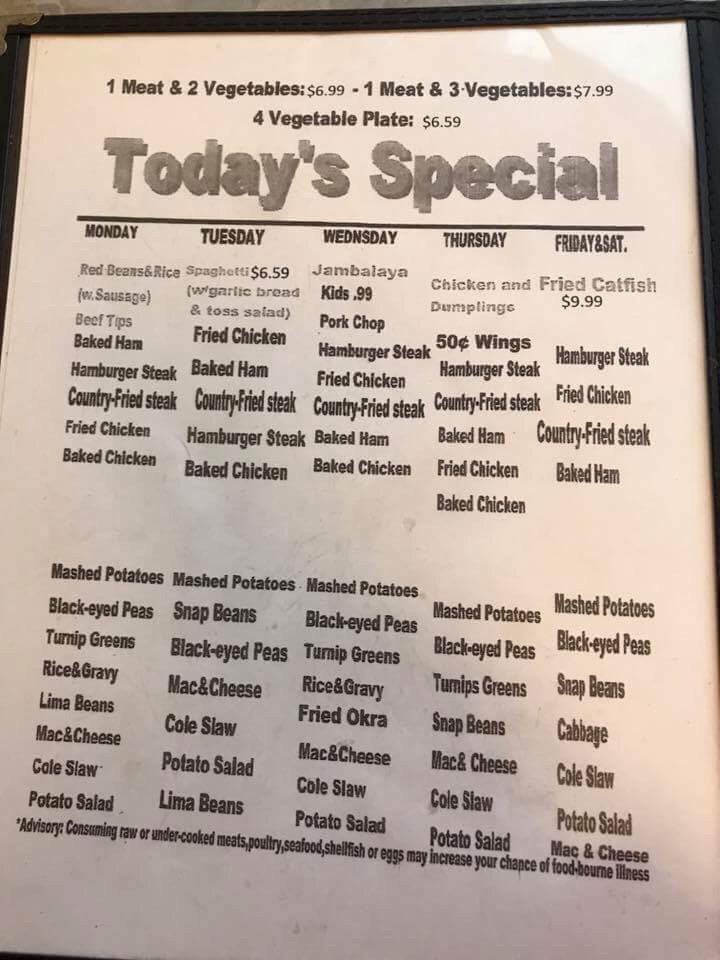 1 Meat & 2 Vegetables: $6.99 - 1 Meat & 3 Vegetables: $7.99
4 Vegetable Plate: $6.59
Today's Special
MONDAY
Red Beans&Rice
(w.Sausage)
Beef Tips
Baked Ham
Hamburger Steak
Country-Fried steak
Fried Chicken
Baked Chicken
TUESDAY
Spaghetti $6.59
(w/garlic bread
& toss salad)
Fried Chicken
Baked Ham
Country-Fried steak
Hamburger Steak
Baked Chicken
WEDNSDAY
Jambalaya
Kids .99
Pork Chop
Hamburger Steak
Fried Chicken
Country-Fried steak
Baked Ham
Baked Chicken
THURSDAY
Chicken and
Dumplings
50¢ Wings
Hamburger Steak
Country-Fried steak
Baked Ham
Fried Chicken
Baked Chicken
FRIDAY&SAT.
Fried Catfish
$9.99
Hamburger Steak
Fried Chicken
Country-Fried steak
Baked Ham
Mashed Potatoes
Black-eyed Peas
Turnip Greens
Rice&Gravy
Lima Beans
Mac&Cheese
Cole Slaw
Potato Salad
Mashed Potatoes
Snap Beans
Black-eyed Peas
Mac&Cheese
Cole Slaw
Potato Salad
Lima Beans
Mashed Potatoes
Black-eyed Peas
Turnip Greens
Rice&Gravy
Fried Okra
Mac&Cheese
Cole Slaw
Potato Salad
Mashed Potatoes
Black-eyed Peas
Turnips Greens
Snap Beans
Mac& Cheese
Cole Slaw
Potato Salad
Mashed Potatoes
Black-eyed Peas
Snap Beans
Cabbage
Cole Slaw
Potato Salad
Mac & Cheese
*Advisory: Consuming raw or under-cooked meats,poultry,seafood,shellfish or eggs may increase your chance of food-bourne illness